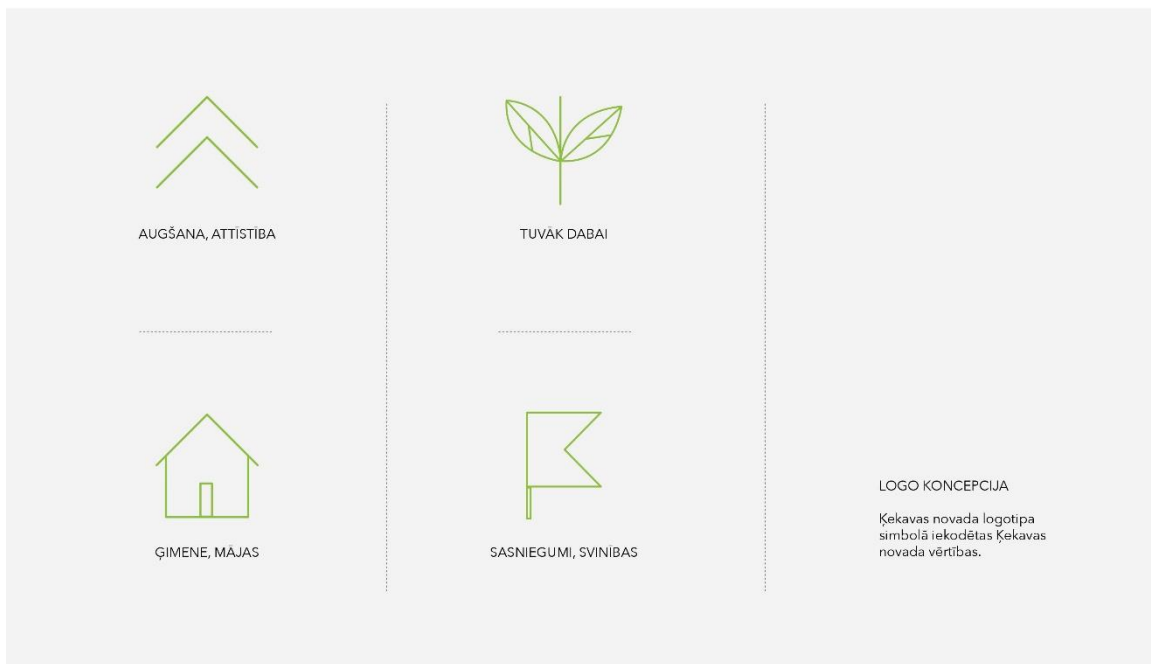 AUGŠANA, ATTĪSTĪBA
TUVĀK DABAI
ĢIMENE, MĀJAS
SASNIEGUMI, SVINĪBAS
LOGO KONCEPCIJA
Ķekavas novada logotipa
simbolā iekodētas Ķekavas
novada vērtības.